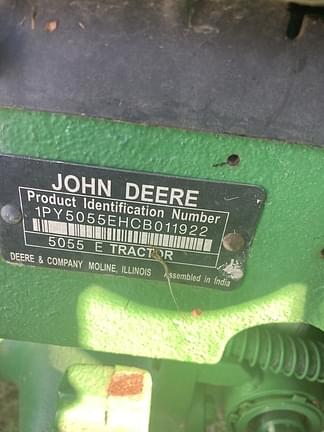 JOHN DEERE
Product Identification Number
1PY5055EHCB011922
5055 E TRACTOR
DEERE & COMPANY MOLINE, ILLINOIS Assembled in India